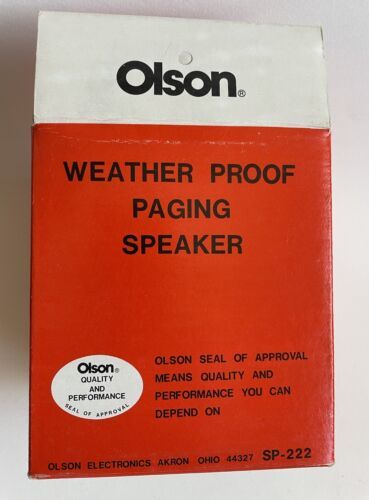 Olson®
WEATHER PROOF
PAGING
SPEAKER
Olson®
QUALITY
AND
PERFORMANCE
SEAL OF APPROVAL
OLSON SEAL OF APPROVAL
MEANS QUALITY AND
PERFORMANCE YOU CAN
DEPEND ON
OLSON ELECTRONICS AKRON OHIO 44327 SP-222